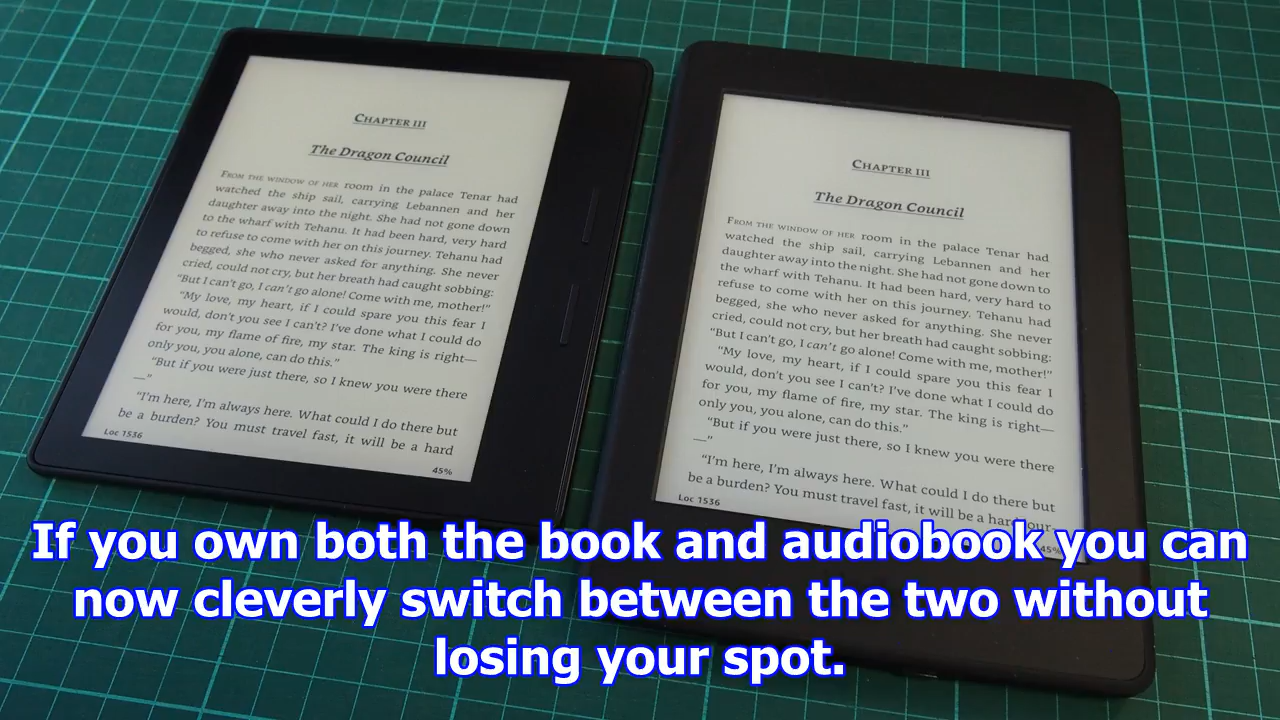 CHAPTER III
The Dragon Council
FROM THE WINDOW OF HER room in the palace Tenar had
watched the ship sail, carrying Lebannen and her
daughter away into the night. She had not gone down
to the wharf with Tehanu. It had been hard, very hard
to refuse to come with her on this journey. Tehanu had
begged, she who never asked for anything. She never
cried, could not cry, but her breath had caught sobbing:
“But I can't go, I can't go alone! Come with me, mother!”
“My love, my heart, if I could spare you this fear I
would, don't you see I can't? I've done what I could do
for you, my flame of fire, my star. The king is right—
only you, you alone, can do this.”
“But if you were just there, so I knew you were there
—”
“I'm here, I'm always here. What could I do there but
be a burden? You must travel fast, it will be a hard
Loc 1536
45%
CHAPTER III
The Dragon Council
FROM THE WINDOW OF HER room in the palace Tenar had
watched the ship sail, carrying Lebannen and her
daughter away into the night. She had not gone down to
the wharf with Tehanu. It had been hard, very hard to
refuse to come with her on this journey. Tehanu had
begged, she who never asked for anything. She never
cried, could not cry, but her breath had caught sobbing:
“But I can't go, I can't go alone! Come with me, mother!”
“My love, my heart, if I could spare you this fear I
would, don't you see I can't? I've done what I could do
for you, my flame of fire, my star. The king is right—
only you, you alone, can do this.”
“But if you were just there, so I knew you were there
—”
“I'm here, I'm always here. What could I do there but
be a burden? You must travel fast, it will be a hard
Loc 1536
45%
If you own both the book and audiobook you can
now cleverly switch between the two without
losing your spot.